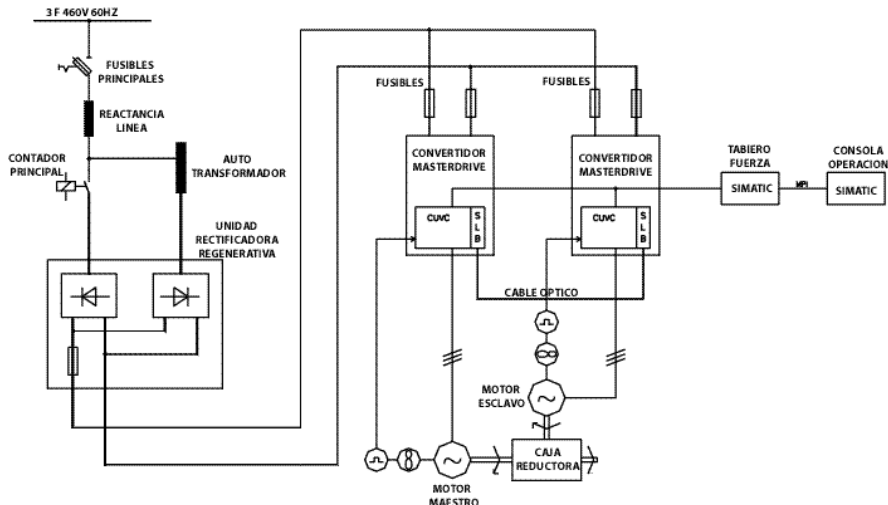 3 F 460V 60HZ
FUSIBLES
PRINCIPALES
REACTANCIA
LINEA
CONTADOR
PRINCIPAL
AUTO
TRANSFORMADOR
UNIDAD
RECTIFICADORA
REGENERATIVA
FUSIBLES
FUSIBLES
CONVERTIDOR
MASTERDRIVE
CUVC
S
L
B
CONVERTIDOR
MASTERDRIVE
CUVC
S
L
B
TABIERO
FUERZA
SIMATIC
MPI
CONSOLA
OPERACION
SIMATIC
CABLE OPTICO
MOTOR
ESCLAVO
CAJA
REDUCTORA
MOTOR
MAESTRO